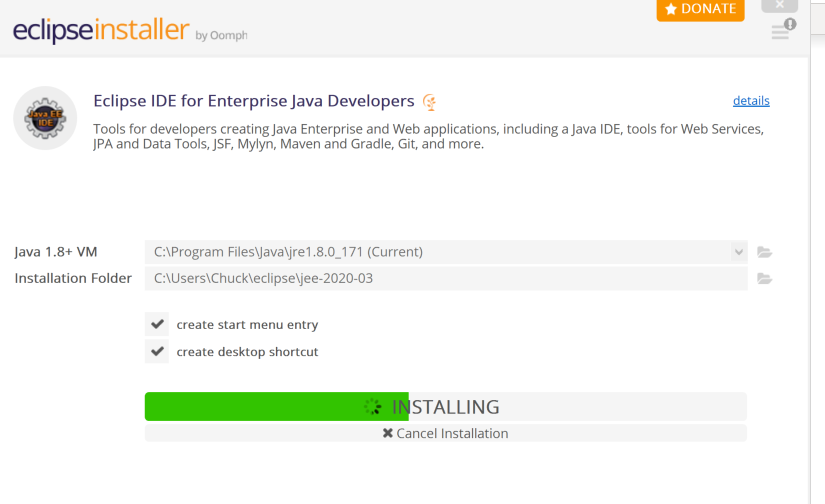 DONATE
eclipseinstaller by Oomph
Eclipse IDE for Enterprise Java Developers
details
Java EE
IDE
Tools for developers creating Java Enterprise and Web applications, including a Java IDE, tools for Web Services,
JPA and Data Tools, JSF, Mylyn, Maven and Gradle, Git, and more.
Java 1.8+ VM
C:\Program Files\Java\jre1.8.0_171 (Current)
Installation Folder
C:\Users\Chuck\eclipse\jee-2020-03
create start menu entry
create desktop shortcut
INSTALLING
Cancel Installation